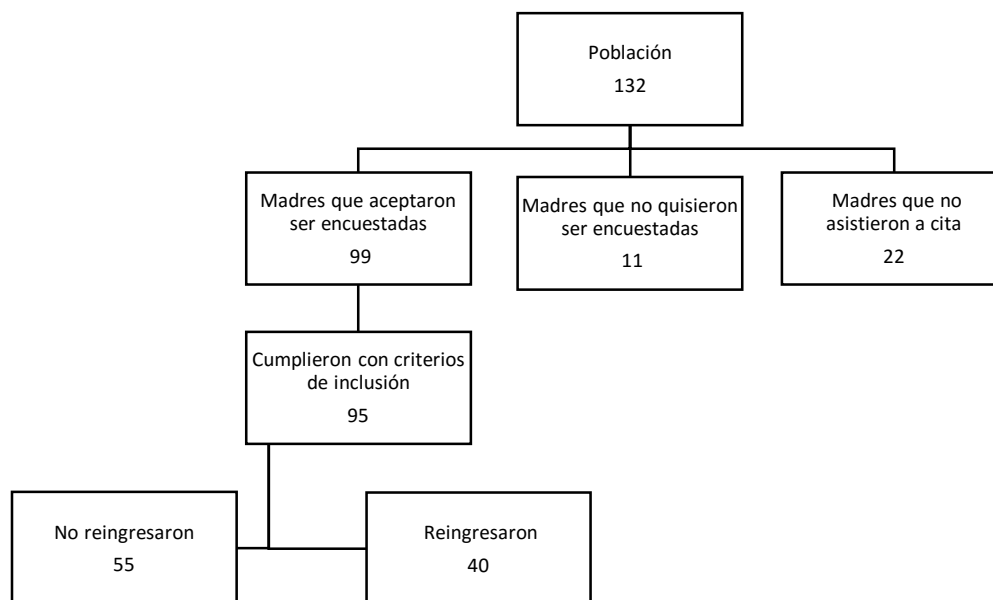 Población
132
Madres que aceptaron
ser encuestadas
99
Madres que no quisieron
ser encuestadas
11
Madres que no
asistieron a cita
22
Cumplieron con criterios
de inclusión
95
No reingresaron
55
Reingresaron
40